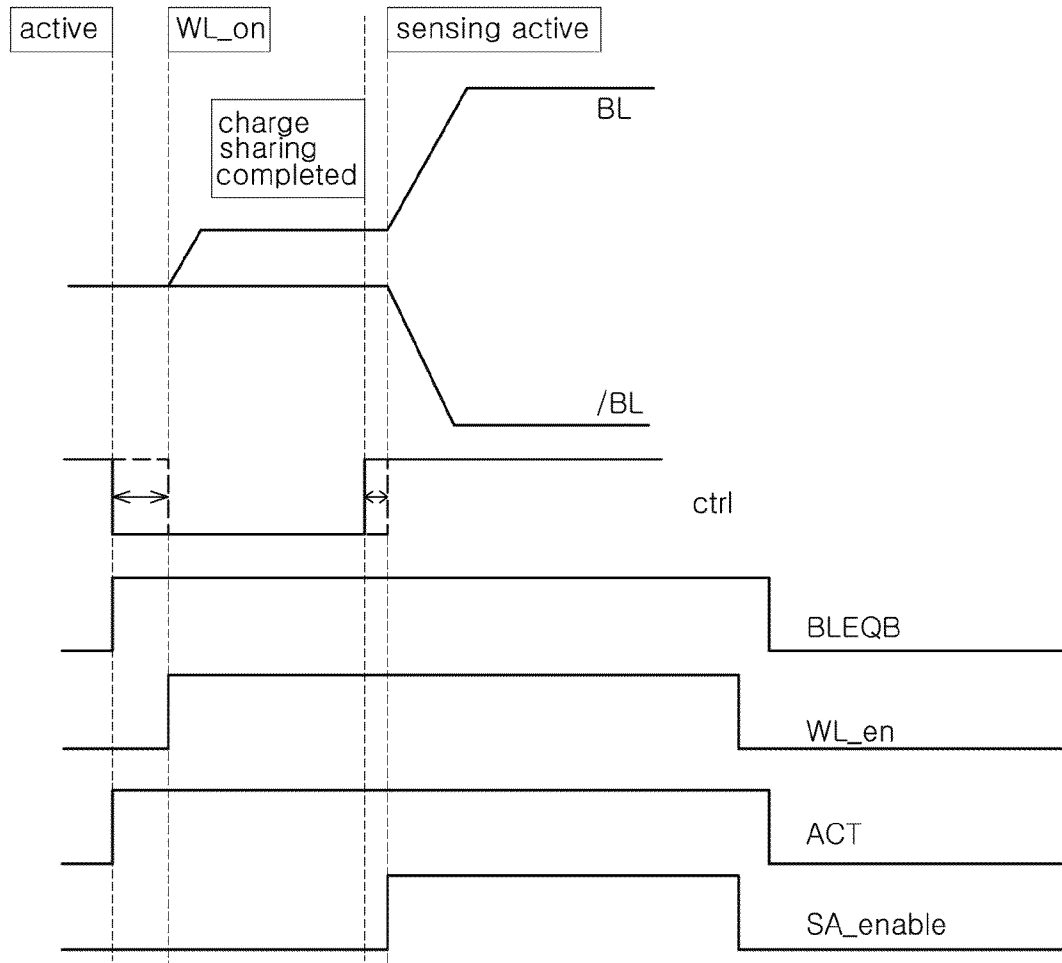 active
WL_on
sensing active
BL
charge
sharing
completed
/BL
ctrl
BLEQB
WL_en
ACT
SA_enable